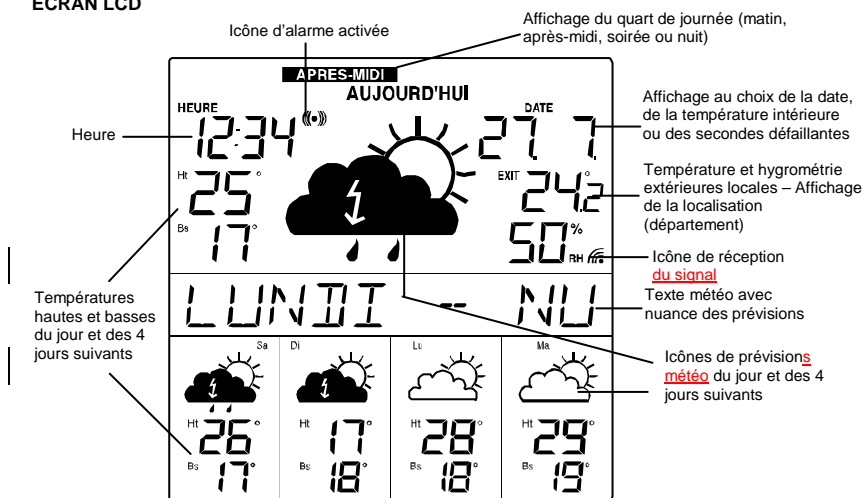 ECRAN LCD
Icône d'alarme activée
Affichage du quart de journée (matin,
après-midi, soirée ou nuit)
APRES-MIDI
AUJOURD'HUI
HEURE
DATE
12:34
27. 7.
Heure
Affichage au choix de la date,
de la température intérieure
ou des secondes défaillantes
Ht 25°
EXIT 24.2°
Température et hygrométrie
extérieures locales – Affichage
de la localisation
(département)
Bs 17°
50% RH
Icône de réception
du signal
LUNDI -- NU
Texte météo avec
nuance des prévisions
Températures
hautes et basses
du jour et des 4
jours suivants
Icônes de prévisions
météo du jour et des 4
jours suivants
Sa Di Lu Ma
Ht 26° Ht 17° Ht 28° Ht 29°
Bs 17° Bs 18° Bs 18° Bs 19°